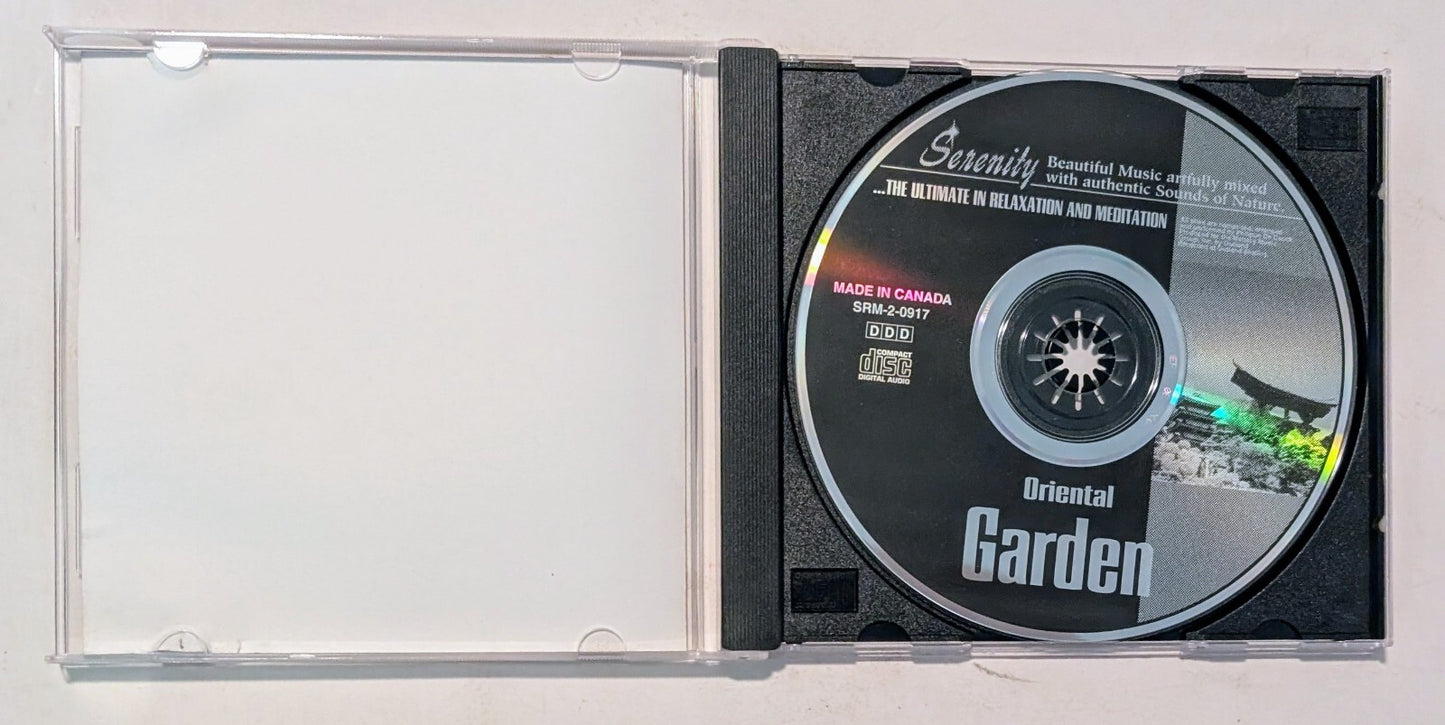 Serenity
Beautiful Music artfully mixed
with authentic Sounds of Nature.
...THE ULTIMATE IN RELAXATION AND MEDITATION
MADE IN CANADA
SRM-2-0917
DDD
COMPACT
disc
DIGITAL AUDIO
Oriental
Garden